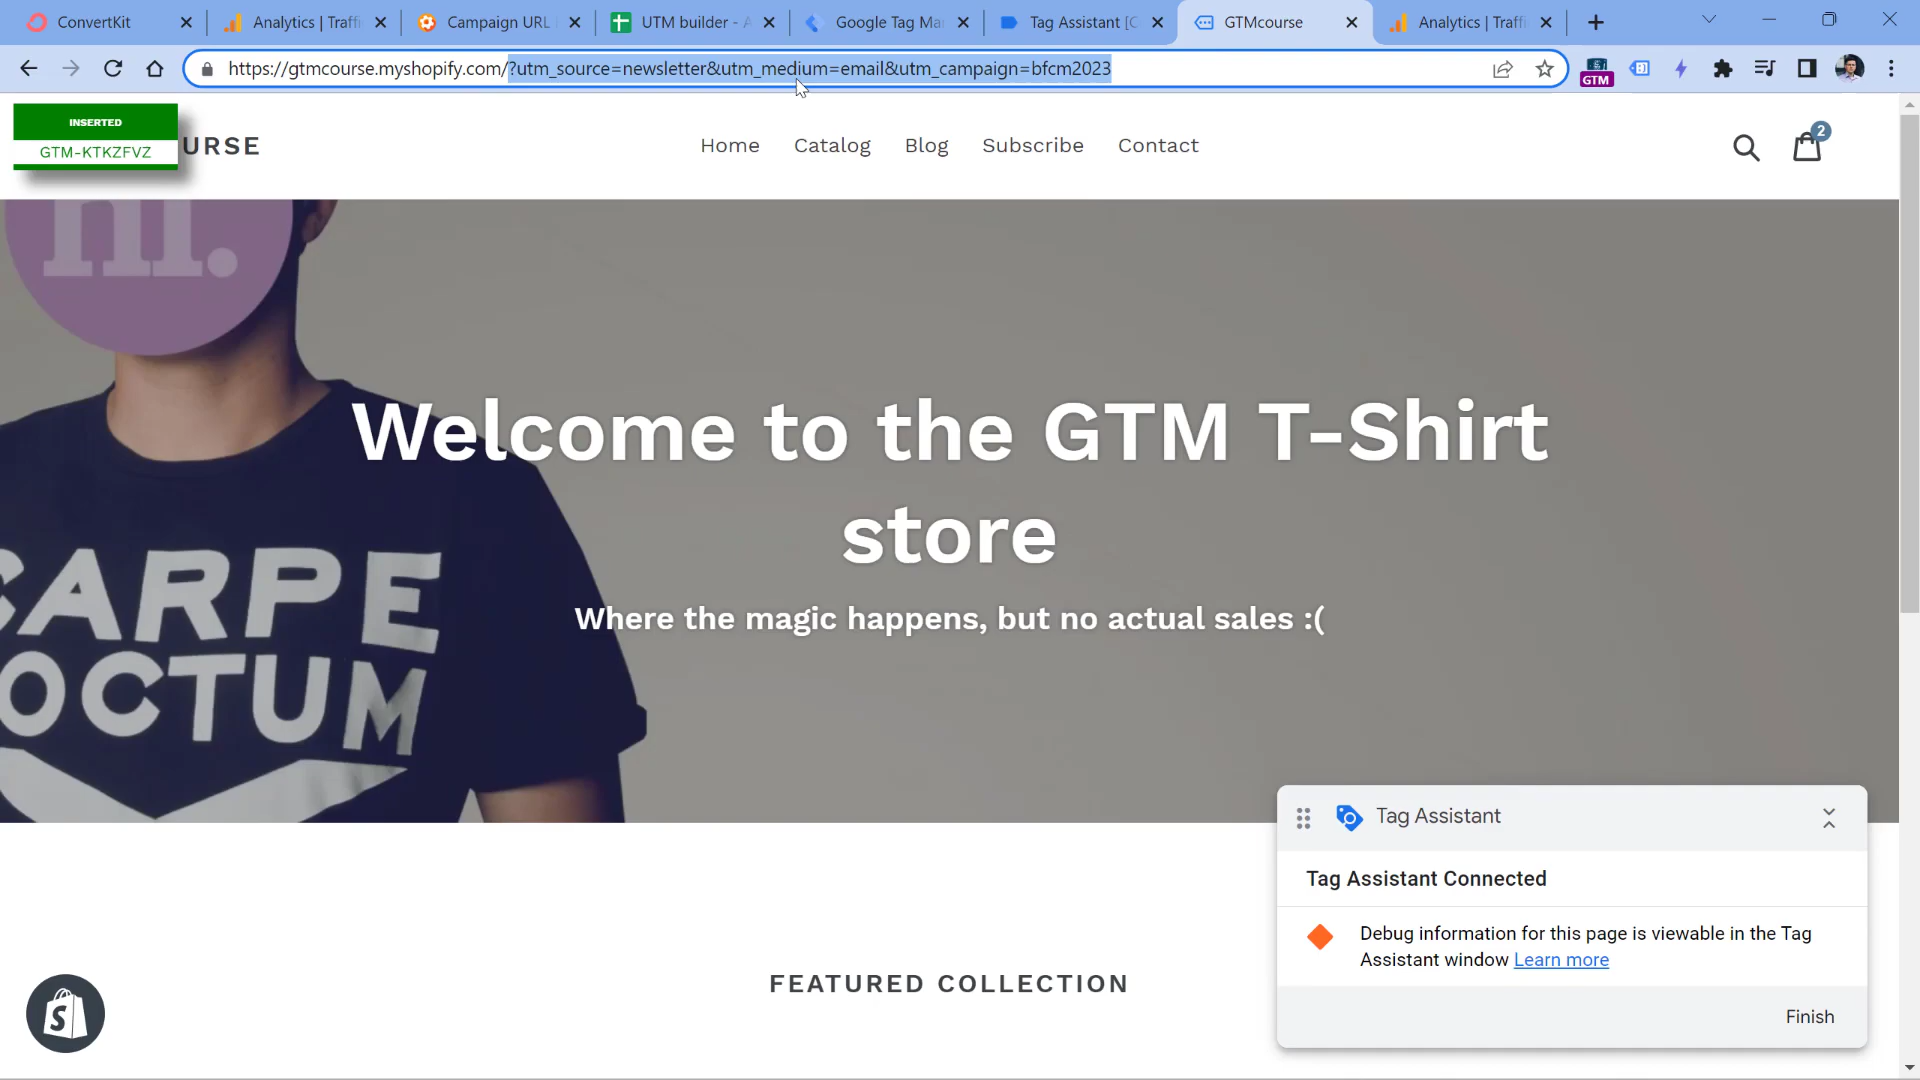 ConvertKit
Analytics | Traffi
Campaign URL
UTM builder - A
Google Tag Ma
Tag Assistant [C
GTMcourse
Analytics | Traffi
https://gtmcourse.myshopify.com/?utm_source=newsletter&utm_medium=email&utm_campaign=bfcm2023
GTM
INSERTED
GTM-KTKZFVZ
URSE
Home
Catalog
Blog
Subscribe
Contact
2
hi.
Welcome to the GTM T-Shirt
store
Where the magic happens, but no actual sales :(
CARPE
NOCTUM
Tag Assistant
Tag Assistant Connected
Debug information for this page is viewable in the Tag
Assistant window Learn more
Finish
FEATURED COLLECTION